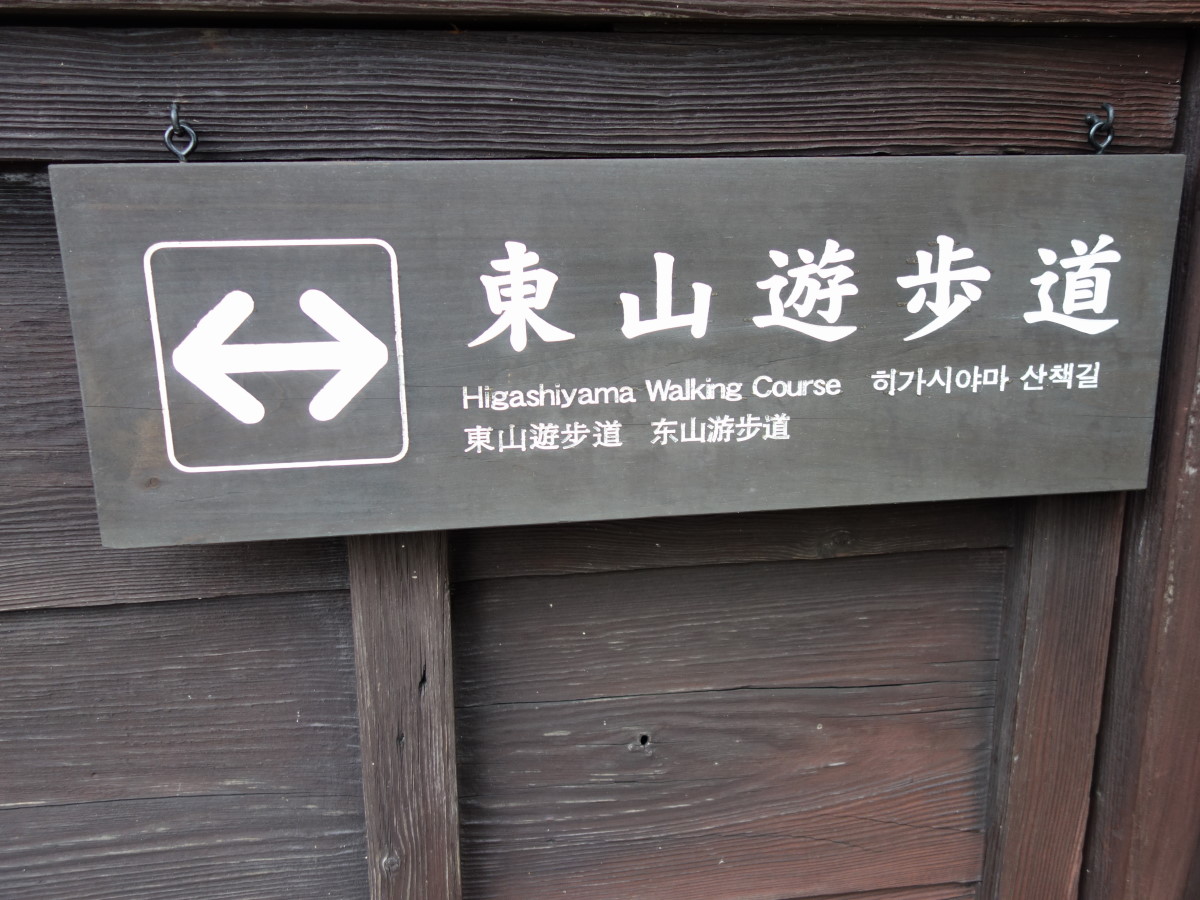 東山遊歩道
Higashiyama Walking Course 히가시야마 산책길
東山遊步道 东山游步道